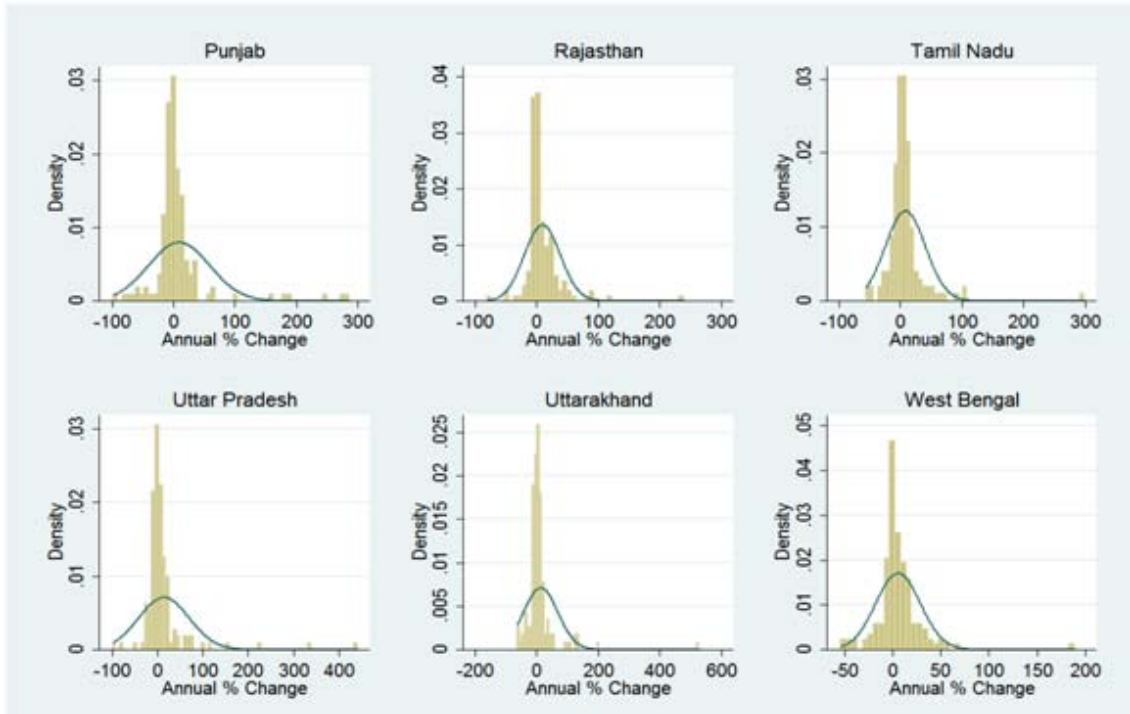 Punjab
Density
0 .01 .02 .03
-100 0 100 200 300
Annual % Change
Rajasthan
Density
0 .01 .02 .03 .04
-100 0 100 200 300
Annual % Change
Tamil Nadu
Density
0 .01 .02 .03
-100 0 100 200 300
Annual % Change
Uttar Pradesh
Density
0 .01 .02 .03
-100 0 100 200 300 400
Annual % Change
Uttarakhand
Density
0 .005 .01 .015 .02 .025
-200 0 200 400 600
Annual % Change
West Bengal
Density
0 .01 .02 .03 .04 .05
-50 0 50 100 150 200
Annual % Change